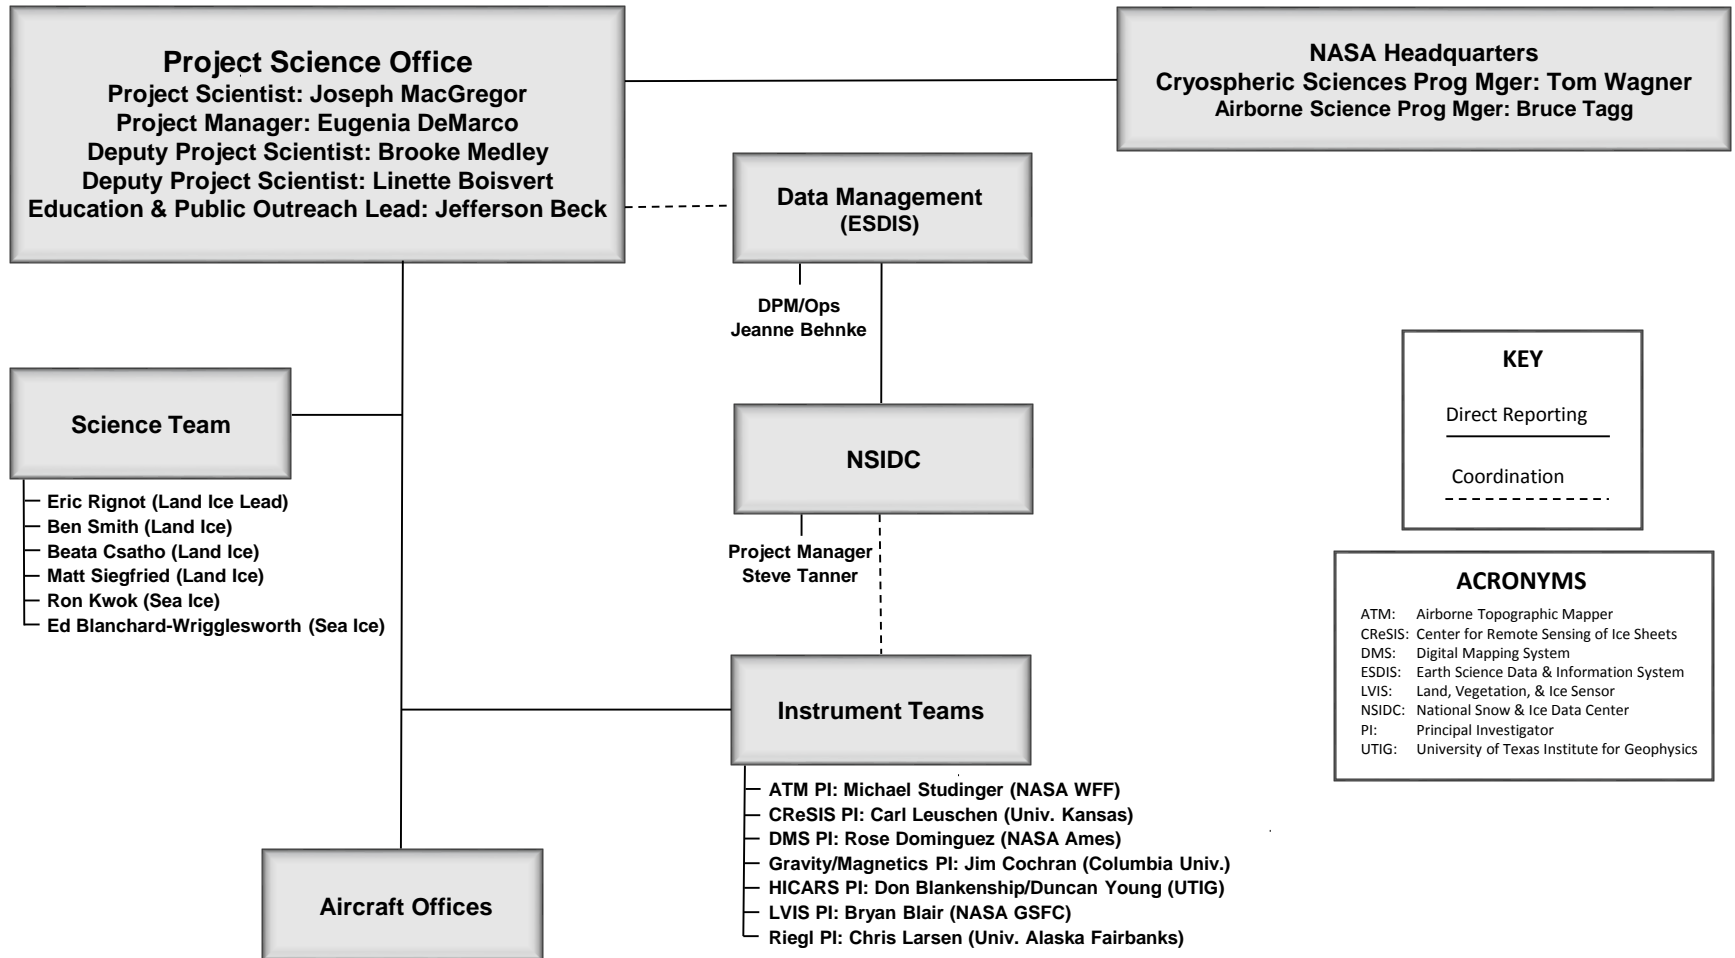 Project Science Office
Project Scientist: Joseph MacGregor
Project Manager: Eugenia DeMarco
Deputy Project Scientist: Brooke Medley
Deputy Project Scientist: Linette Boisvert
Education & Public Outreach Lead: Jefferson Beck
NASA Headquarters
Cryospheric Sciences Prog Mger: Tom Wagner
Airborne Science Prog Mger: Bruce Tagg
Data Management
(ESDIS)
DPM/Ops
Jeanne Behnke
Science Team
Eric Rignot (Land Ice Lead)
Ben Smith (Land Ice)
Beata Csatho (Land Ice)
Matt Siegfried (Land Ice)
Ron Kwok (Sea Ice)
Ed Blanchard-Wrigglesworth (Sea Ice)
NSIDC
Project Manager
Steve Tanner
Instrument Teams
ATM PI: Michael Studinger (NASA WFF)
CReSIS PI: Carl Leuschen (Univ. Kansas)
DMS PI: Rose Dominguez (NASA Ames)
Gravity/Magnetics PI: Jim Cochran (Columbia Univ.)
HICARS PI: Don Blankenship/Duncan Young (UTIG)
LVIS PI: Bryan Blair (NASA GSFC)
Riegl PI: Chris Larsen (Univ. Alaska Fairbanks)
Aircraft Offices
KEY
Direct Reporting
Coordination
ACRONYMS
ATM: Airborne Topographic Mapper
CReSIS: Center for Remote Sensing of Ice Sheets
DMS: Digital Mapping System
ESDIS: Earth Science Data & Information System
LVIS: Land, Vegetation, & Ice Sensor
NSIDC: National Snow & Ice Data Center
PI: Principal Investigator
UTIG: University of Texas Institute for Geophysics